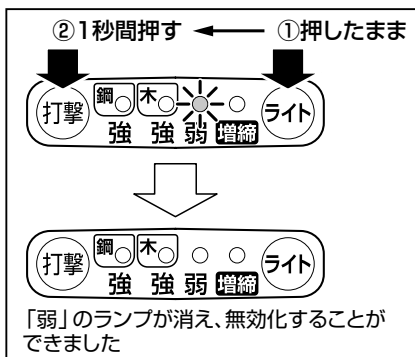 ②1秒間押す ①押したまま
打撃 鋼 木 ライト
強 強 弱 増締
打撃 鋼 木 ライト
強 強 弱 増締
「弱」のランプが消え、無効化することが
できました